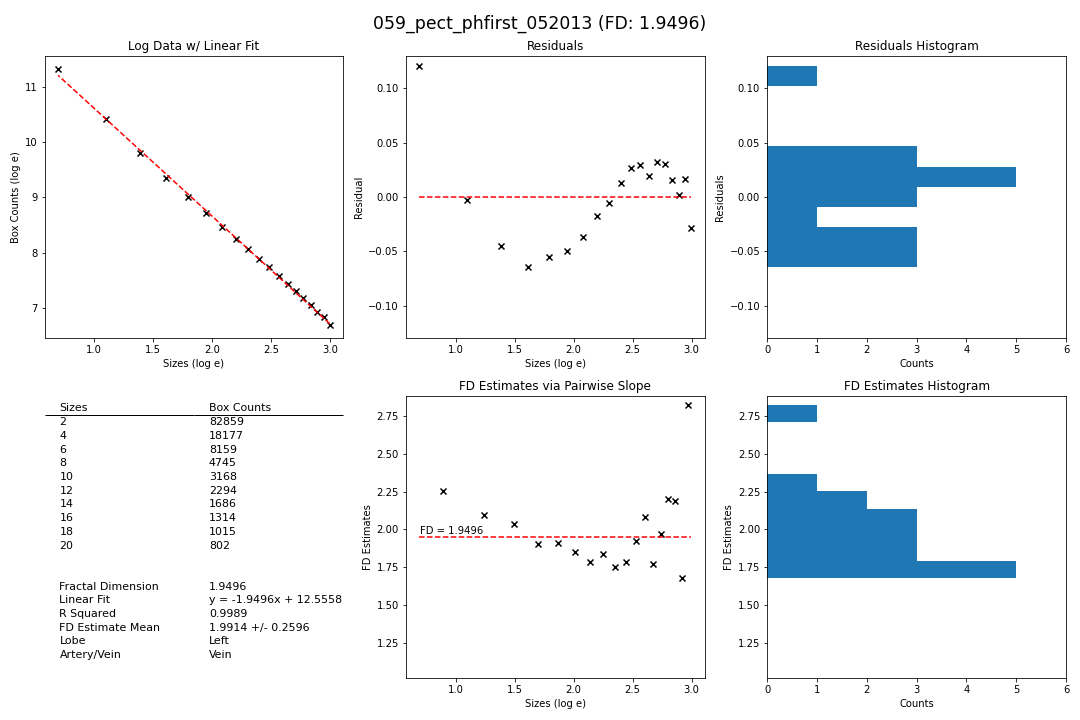 059_pect_phfirst_052013 (FD: 1.9496)
Log Data w/ Linear Fit
Box Counts (log e)
11
10
9
8
7
1.0 1.5 2.0 2.5 3.0
Sizes (log e)
Residuals
Residual
0.10
0.05
0.00
−0.05
−0.10
1.0 1.5 2.0 2.5 3.0
Sizes (log e)
Residuals Histogram
Residuals
0.10
0.05
0.00
−0.05
−0.10
0 1 2 3 4 5 6
Counts
Sizes Box Counts
2 82859
4 18177
6 8159
8 4745
10 3168
12 2294
14 1686
16 1314
18 1015
20 802
Fractal Dimension 1.9496
Linear Fit y = -1.9496x + 12.5558
R Squared 0.9989
FD Estimate Mean 1.9914 +/- 0.2596
Lobe Left
Artery/Vein Vein
FD Estimates via Pairwise Slope
FD Estimates
2.75
2.50
2.25
2.00
1.75
1.50
1.25
FD = 1.9496
1.0 1.5 2.0 2.5 3.0
Sizes (log e)
FD Estimates Histogram
FD Estimates
2.75
2.50
2.25
2.00
1.75
1.50
1.25
0 1 2 3 4 5 6
Counts